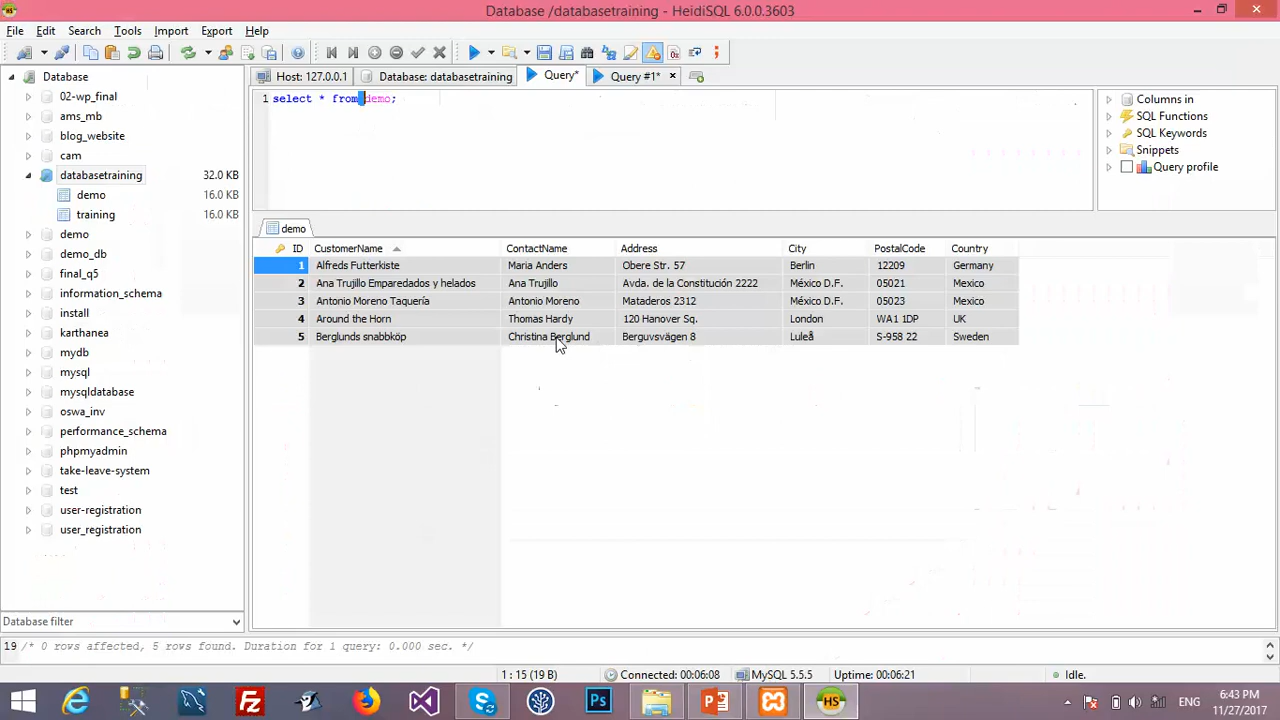 Database /databasetraining - HeidiSQL 6.0.0.3603
File Edit Search Tools Import Export Help
Database
02-wp_final
ams_mb
blog_website
cam
databasetraining 32.0 KB
demo 16.0 KB
training 16.0 KB
demo
demo_db
final_q5
information_schema
install
karthanea
mydb
mysql
mysqldatabase
oswa_inv
performance_schema
phpmyadmin
take-leave-system
test
user-registration
user_registration
Database filter
Host: 127.0.0.1 Database: databasetraining Query* Query #1* ×
1 select * from demo;
Columns in
SQL Functions
SQL Keywords
Snippets
Query profile
demo
ID CustomerName ContactName Address City PostalCode Country
1 Alfreds Futterkiste Maria Anders Obere Str. 57 Berlin 12209 Germany
2 Ana Trujillo Emparedados y helados Ana Trujillo Avda. de la Constitución 2222 México D.F. 05021 Mexico
3 Antonio Moreno Taquería Antonio Moreno Mataderos 2312 México D.F. 05023 Mexico
4 Around the Horn Thomas Hardy 120 Hanover Sq. London WA1 1DP UK
5 Berglunds snabbköp Christina Berglund Berguvsvägen 8 Luleå S-958 22 Sweden
19 /* 0 rows affected, 5 rows found. Duration for 1 query: 0.000 sec. */
1 : 15 (19 B) Connected: 00:06:08 MySQL 5.5.5 Uptime: 00:06:21 Idle.
ENG
6:43 PM
11/27/2017